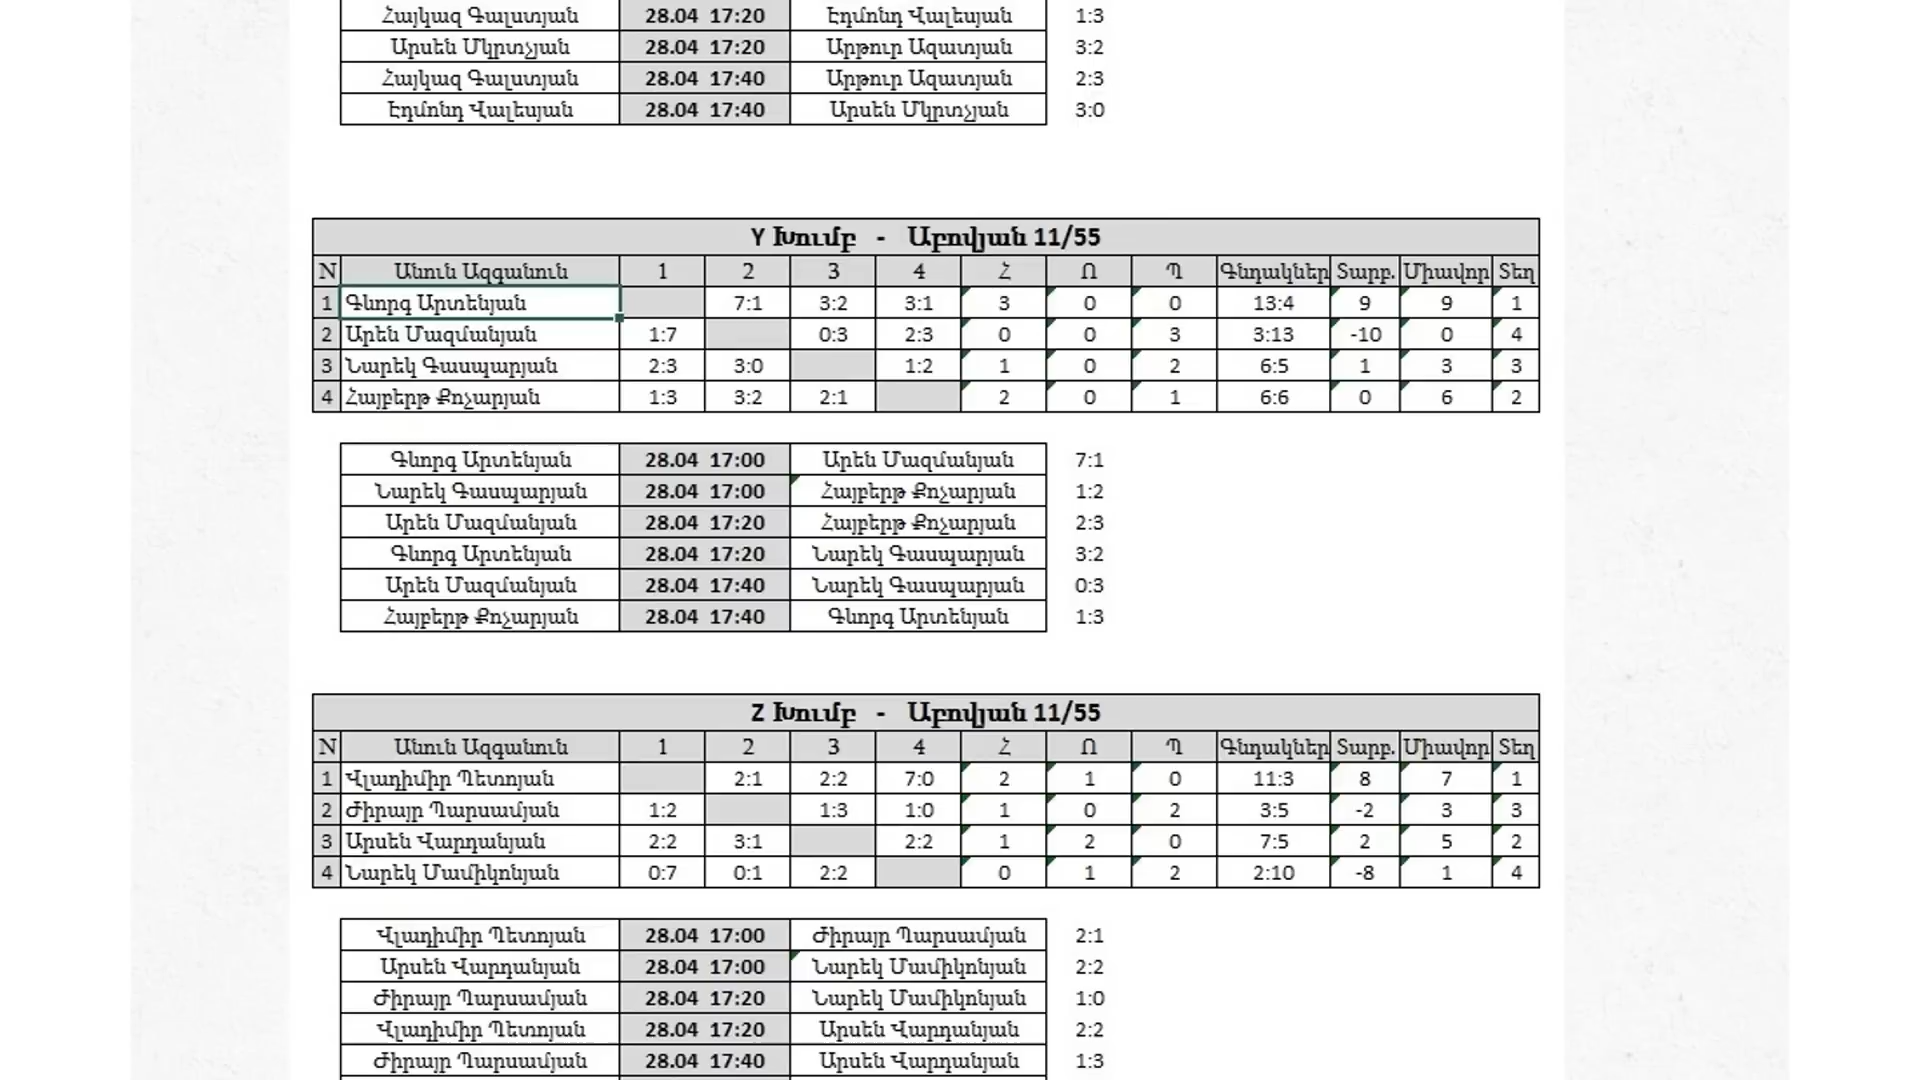 Հայկազ Գալստյան 28.04 17:20 Էդմոնդ Վալեսյան 1:3
Արսեն Մկրտչյան 28.04 17:20 Արթուր Ազատյան 3:2
Հայկազ Գալստյան 28.04 17:40 Արթուր Ազատյան 2:3
Էդմոնդ Վալեսյան 28.04 17:40 Արսեն Մկրտչյան 3:0
Y Խումբ - Աբովյան 11/55
N Անուն Ազգանուն 1 2 3 4 Հ Ո Պ Գնդակներ Տարբ. Միավոր Տեղ
1 Գևորգ Արտենյան 7:1 3:2 3:1 3 0 0 13:4 9 9 1
2 Արեն Մազմանյան 1:7 0:3 2:3 0 0 3 3:13 -10 0 4
3 Նարեկ Գասպարյան 2:3 3:0 1:2 1 0 2 6:5 1 3 3
4 Հայբերթ Քոչարյան 1:3 3:2 2:1 2 0 1 6:6 0 6 2
Գևորգ Արտենյան 28.04 17:00 Արեն Մազմանյան 7:1
Նարեկ Գասպարյան 28.04 17:00 Հայբերթ Քոչարյան 1:2
Արեն Մազմանյան 28.04 17:20 Հայբերթ Քոչարյան 2:3
Գևորգ Արտենյան 28.04 17:20 Նարեկ Գասպարյան 3:2
Արեն Մազմանյան 28.04 17:40 Նարեկ Գասպարյան 0:3
Հայբերթ Քոչարյան 28.04 17:40 Գևորգ Արտենյան 1:3
Z Խումբ - Աբովյան 11/55
N Անուն Ազգանուն 1 2 3 4 Հ Ո Պ Գնդակներ Տարբ. Միավոր Տեղ
1 Վլադիմիր Պետոյան 2:1 2:2 7:0 2 1 0 11:3 8 7 1
2 Ժիրայր Պարսամյան 1:2 1:3 1:0 1 0 2 3:5 -2 3 3
3 Արսեն Վարդանյան 2:2 3:1 2:2 1 2 0 7:5 2 5 2
4 Նարեկ Մամիկոնյան 0:7 0:1 2:2 0 1 2 2:10 -8 1 4
Վլադիմիր Պետոյան 28.04 17:00 Ժիրայր Պարսամյան 2:1
Արսեն Վարդանյան 28.04 17:00 Նարեկ Մամիկոնյան 2:2
Ժիրայր Պարսամյան 28.04 17:20 Նարեկ Մամիկոնյան 1:0
Վլադիմիր Պետոյան 28.04 17:20 Արսեն Վարդանյան 2:2
Ժիրայր Պարսամյան 28.04 17:40 Արսեն Վարդանյան 1:3